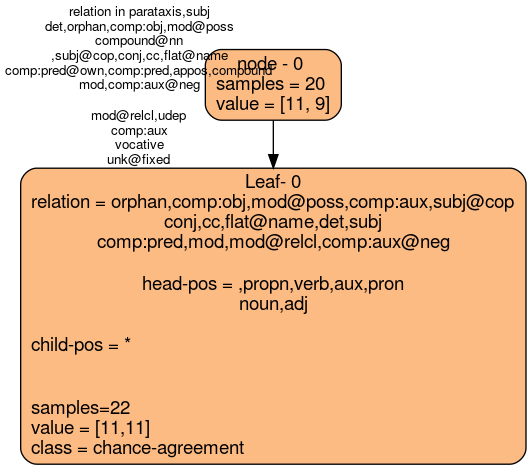 relation in parataxis,subj
det,orphan,comp:obj,mod@poss
compound@nn
,subj@cop,conj,cc,flat@name
comp:pred@own,comp:pred,appos,compound
mod,comp:aux@neg
mod@relcl,udep
comp:aux
vocative
unk@fixed
node - 0
samples = 20
value = [11, 9]
Leaf- 0
relation = orphan,comp:obj,mod@poss,comp:aux,subj@cop
conj,cc,flat@name,det,subj
comp:pred,mod,mod@relcl,comp:aux@neg
head-pos = ,propn,verb,aux,pron
noun,adj
child-pos = *
samples=22
value = [11,11]
class = chance-agreement